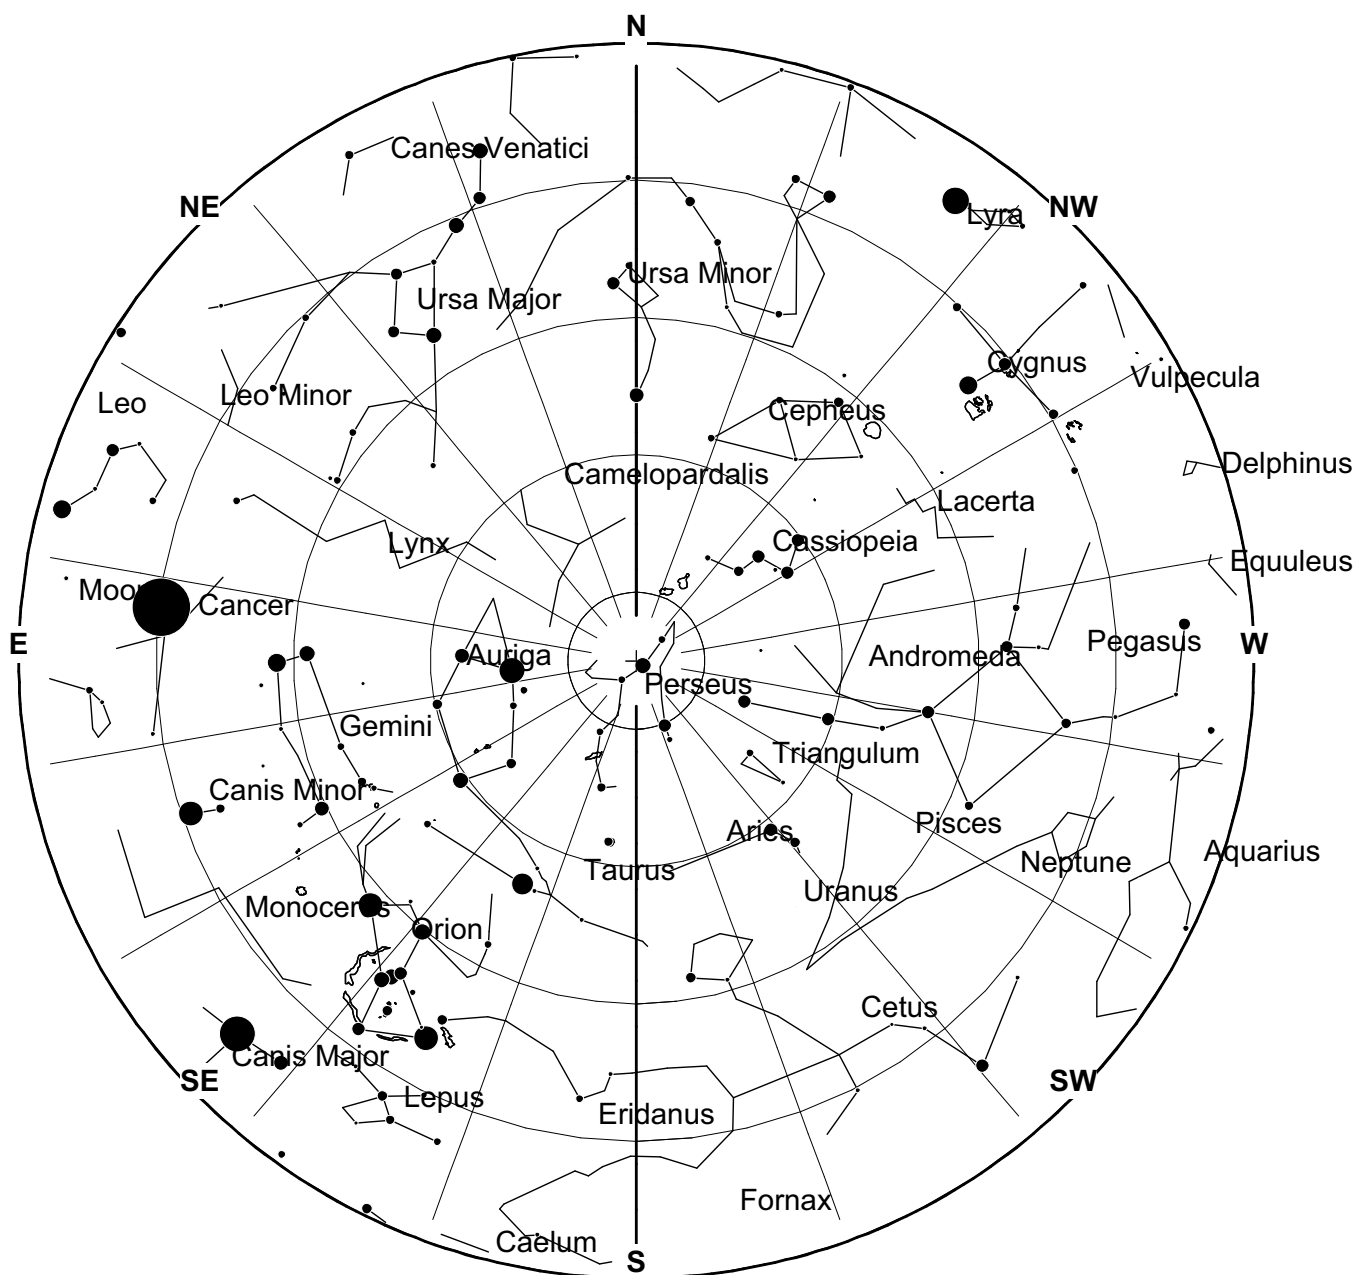 N
Canes Venatici
NE
NW
Lyra
Ursa Minor
Ursa Major
Cygnus
Vulpecula
Leo Minor
Leo
Cepheus
Camelopardalis
Delphinus
Lacerta
Lynx
Cassiopeia
Equuleus
Moon
Cancer
E
W
Pegasus
Auriga
Andromeda
Perseus
Gemini
Triangulum
Canis Minor
Pisces
Aries
Aquarius
Neptune
Taurus
Uranus
Monoceros
Orion
Cetus
Canis Major
SE
SW
Lepus
Eridanus
Fornax
Caelum
S